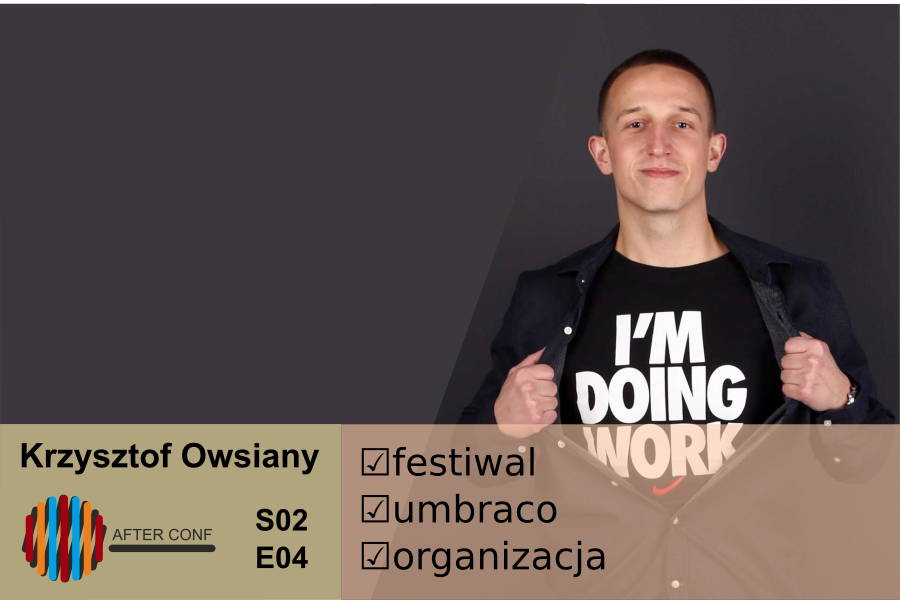 I'M
DOING
WORK
Krzysztof Owsiany
AFTER CONF
S02
E04
☑festiwal
☑umbraco
☑organizacja